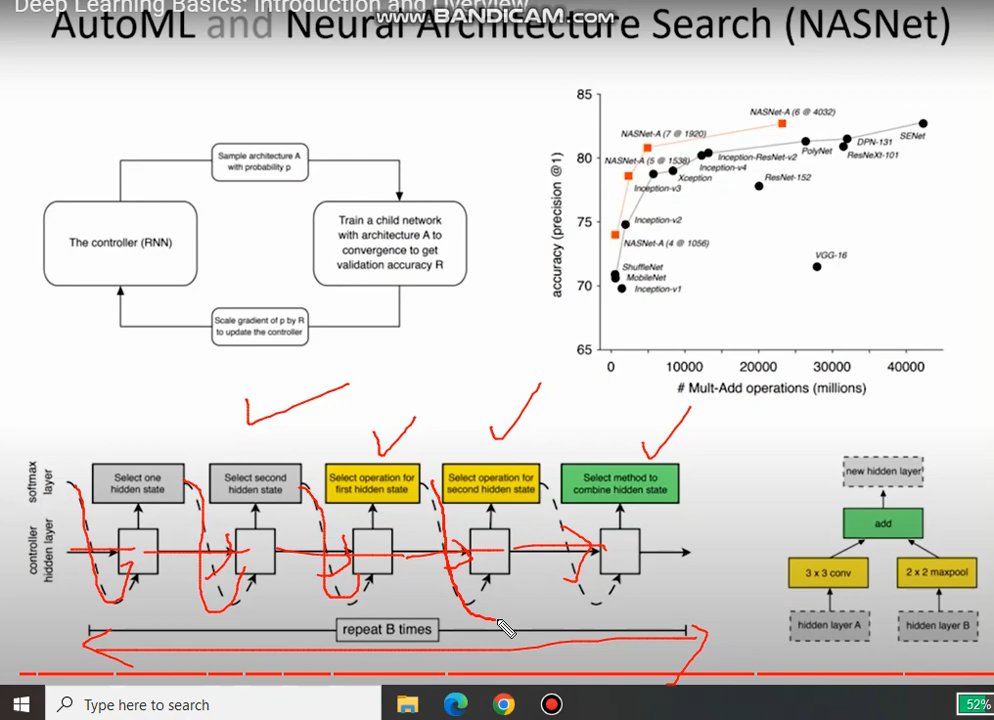 Deep Learning Basics: Introduction and Overview
www.BANDICAM.com
AutoML and Neural Architecture Search (NASNet)
Sample architecture A
with probability p
The controller (RNN)
Train a child network
with architecture A to
convergence to get
validation accuracy R
Scale gradient of p by R
to update the controller
accuracy (precision @1)
85
80
75
70
65
NASNet-A (6 @ 4032)
NASNet-A (7 @ 1920)
NASNet-A (5 @ 1538)
NASNet-A (4 @ 1056)
SENet
DPN-131
PolyNet
ResNeXt-101
Inception-ResNet-v2
Inception-v4
Xception
ResNet-152
Inception-v3
Inception-v2
VGG-16
ShuffleNet
MobileNet
Inception-v1
0
10000
20000
30000
40000
# Mult-Add operations (millions)
softmax
layer
controller
hidden layer
Select one
hidden state
Select second
hidden state
Select operation for
first hidden state
Select operation for
second hidden state
Select method to
combine hidden state
repeat B times
new hidden layer
add
3 x 3 conv
2 x 2 maxpool
hidden layer A
hidden layer B
Type here to search
52%